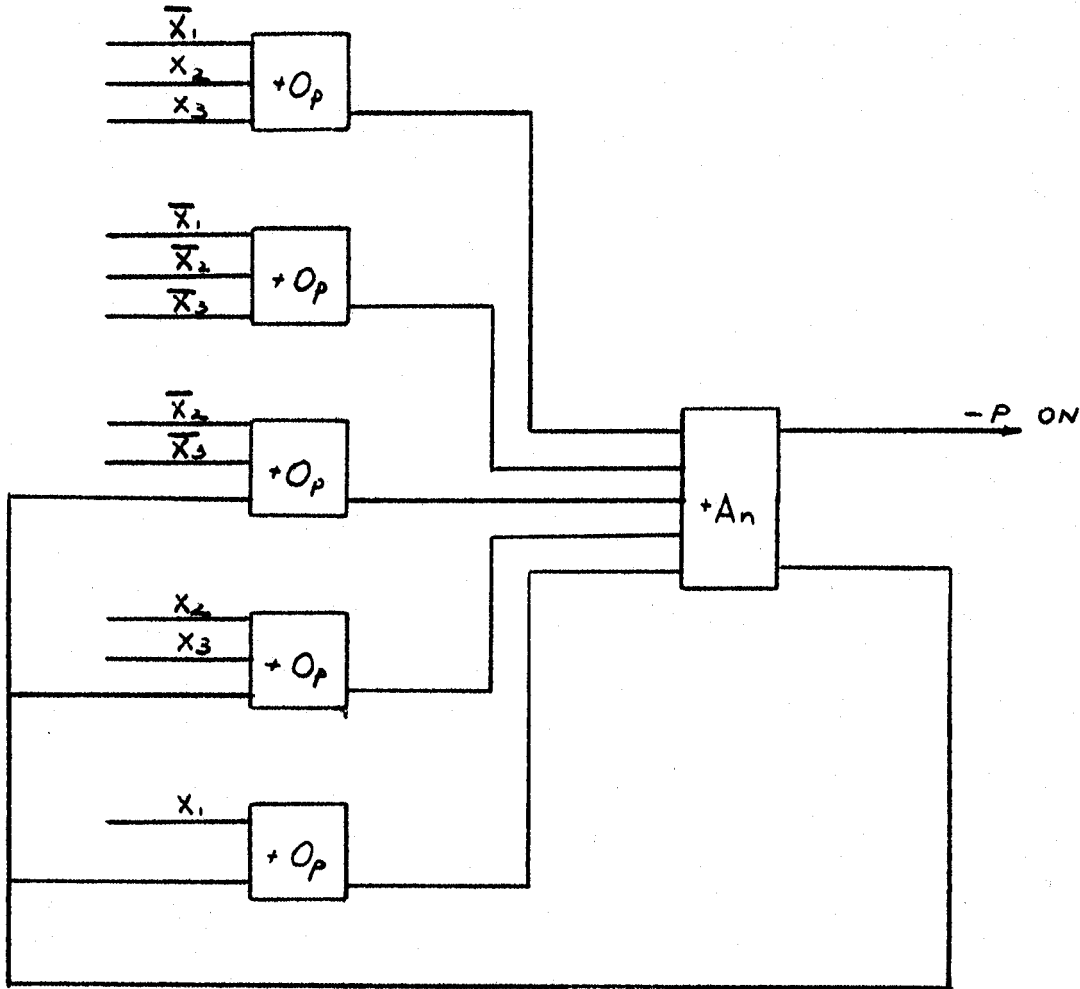 X̅₁
X₂
X₃
+Oₚ
X̅₁
X̅₂
X̅₃
+Oₚ
X̅₂
X̅₃
+Oₚ
-P ON
+Aₙ
X₂
X₃
+Oₚ
X₁
+Oₚ